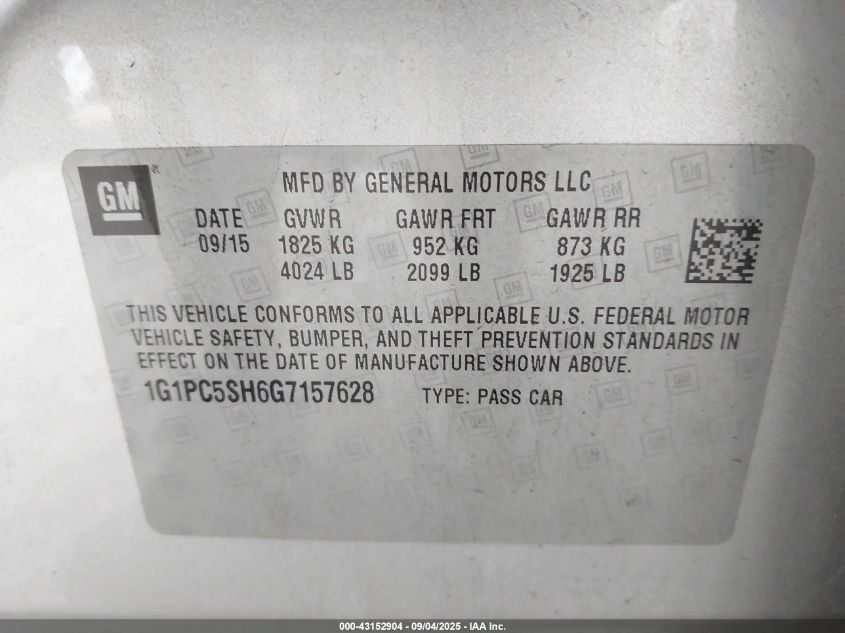 GM
MFD BY GENERAL MOTORS LLC
DATE GVWR GAWR FRT GAWR RR
09/15 1825 KG 952 KG 873 KG
4024 LB 2099 LB 1925 LB
THIS VEHICLE CONFORMS TO ALL APPLICABLE U.S. FEDERAL MOTOR
VEHICLE SAFETY, BUMPER, AND THEFT PREVENTION STANDARDS IN
EFFECT ON THE DATE OF MANUFACTURE SHOWN ABOVE.
1G1PC5SH6G7157628 TYPE: PASS CAR
000-43152904 - 09/04/2025 - IAA Inc.